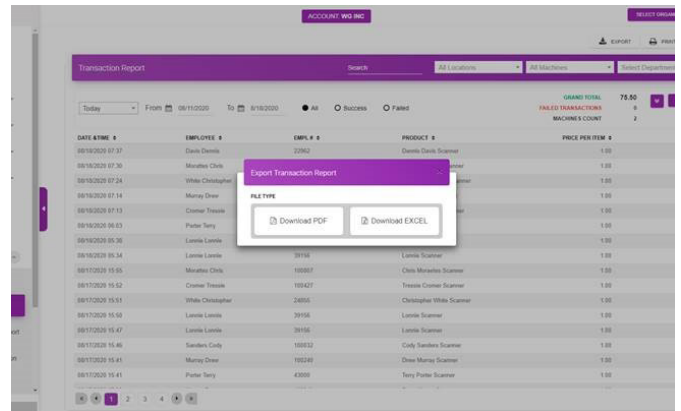 ACCOUNT: WG INC
SELECT ORGAN
EXPORT PRINT
Transaction Report Search All Locations All Machines Select Department
Today From 08/11/2020 To 8/18/2020 All Success Failed
GRAND TOTAL 75.50
FAILED TRANSACTIONS 0
MACHINES COUNT 2
DATE &TIME EMPLOYEE EMPL.# PRODUCT PRICE PER ITEM
08/18/2020 07:37 Davis Dennis 22962 Dennis Davis Scanner 1.00
08/18/2020 07:30 Moralles Chris 1.00
08/18/2020 07:24 White Christopher 1.00
08/18/2020 07:14 Murray Drew 1.00
08/18/2020 07:13 Cromer Tressie 1.00
08/18/2020 06:03 Porter Terry 1.00
08/18/2020 05:38 Lonnie Lonnie 1.00
Export Transaction Report
FILE TYPE
Download PDF Download EXCEL
08/18/2020 05:34 Lonnie Lonnie 39156 Lonnie Scanner 1.00
08/17/2020 15:55 Moralles Chris 100007 Chris Moralles Scanner 1.00
08/17/2020 15:52 Cromer Tressie 100427 Tressie Cromer Scanner 1.00
08/17/2020 15:51 White Christopher 24055 Christopher White Scanner 1.00
08/17/2020 15:50 Lonnie Lonnie 39156 Lonnie Scanner 1.00
08/17/2020 15:47 Lonnie Lonnie 39156 Lonnie Scanner 1.00
08/17/2020 15:46 Sanders Cody 100032 Cody Sanders Scanner 1.00
08/17/2020 15:41 Murray Drew 100249 Drew Murray Scanner 1.00
08/17/2020 15:41 Porter Terry 43000 Terry Porter Scanner 1.00
1 2 3 4